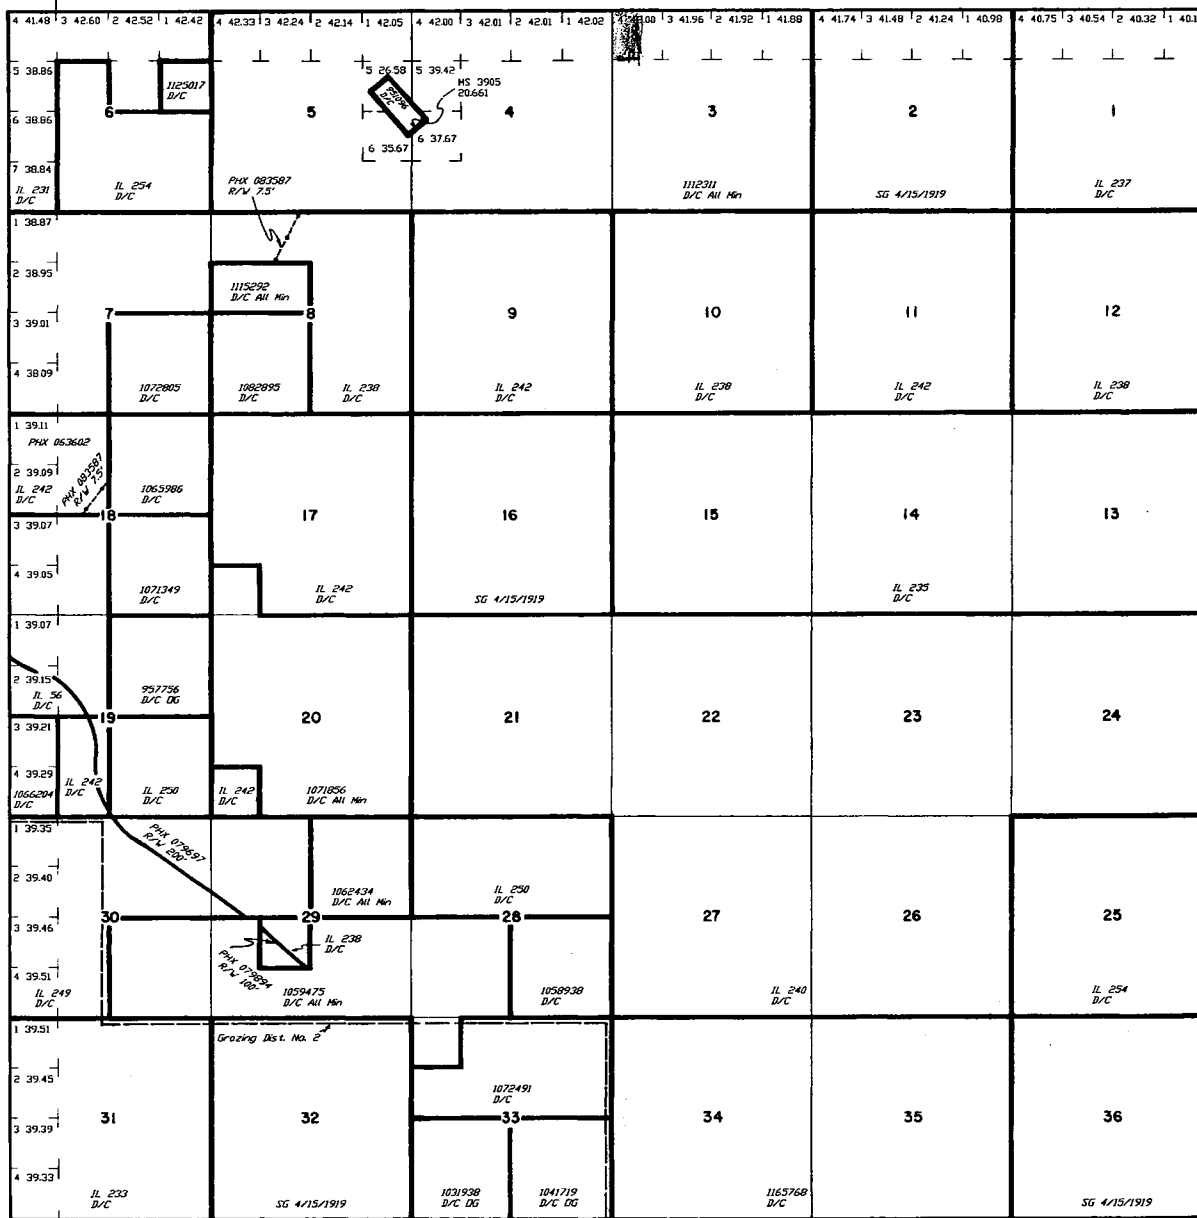 4 41.48 3 42.60 2 42.52 1 42.42 4 42.33 3 42.24 2 42.14 1 42.05 4 42.00 3 42.01 2 42.01 1 42.02 3 41.96 2 41.92 1 41.88 4 41.74 3 41.48 2 41.24 1 40.98 4 40.75 3 40.54 2 40.32
5 38.86
1125017
D/C
5 26.58 5 39.42
MS 3905
20.661
951096
D/C
6
5
4
3
2
1
6 38.86
6 37.67
6 35.67
7 38.84
IL 231
D/C
IL 254
D/C
PHX 083587
R/W 7.5'
1112311
D/C All Min
SG 4/15/1919
IL 237
D/C
1 38.87
2 38.95
1115292
D/C All Min
7
8
9
10
11
12
3 39.01
4 38.09
1072805
D/C
1082895
D/C
IL 238
D/C
IL 242
D/C
IL 238
D/C
IL 242
D/C
IL 238
D/C
1 39.11
PHX 063602
2 39.09
IL 242
D/C
PHX 083587
R/W 7.5'
1065986
D/C
18
17
16
15
14
13
3 39.07
4 39.05
1071349
D/C
IL 242
D/C
SG 4/15/1919
IL 235
D/C
1 39.07
2 39.15
IL 56
D/C
957756
D/C OG
19
20
21
22
23
24
3 39.21
4 39.29
1066204
D/C
IL 242
D/C
IL 250
D/C
IL 242
D/C
1071856
D/C All Min
1 39.35
PHX 079697
R/W 200'
2 39.40
1062434
D/C All Min
IL 250
D/C
30
29
28
27
26
25
3 39.46
IL 238
D/C
PHX 079894
R/W 100'
4 39.51
IL 249
D/C
1059475
D/C All Min
1058938
D/C
IL 240
D/C
IL 254
D/C
1 39.51
Grazing Dist. No. 2
2 39.45
1072491
D/C
31
32
33
34
35
36
3 39.39
4 39.33
IL 233
D/C
SG 4/15/1919
1031938
D/C OG
1041719
D/C OG
1165768
D/C
SG 4/15/1919